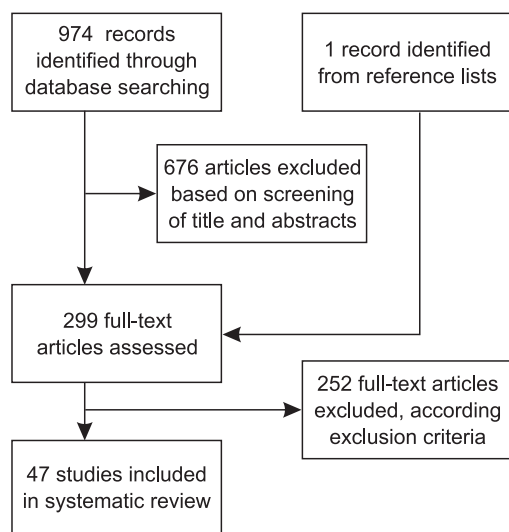 974 records
identified through
database searching
1 record identified
from reference lists
676 articles excluded
based on screening
of title and abstracts
299 full-text
articles assessed
252 full-text articles
excluded, according
exclusion criteria
47 studies included
in systematic review